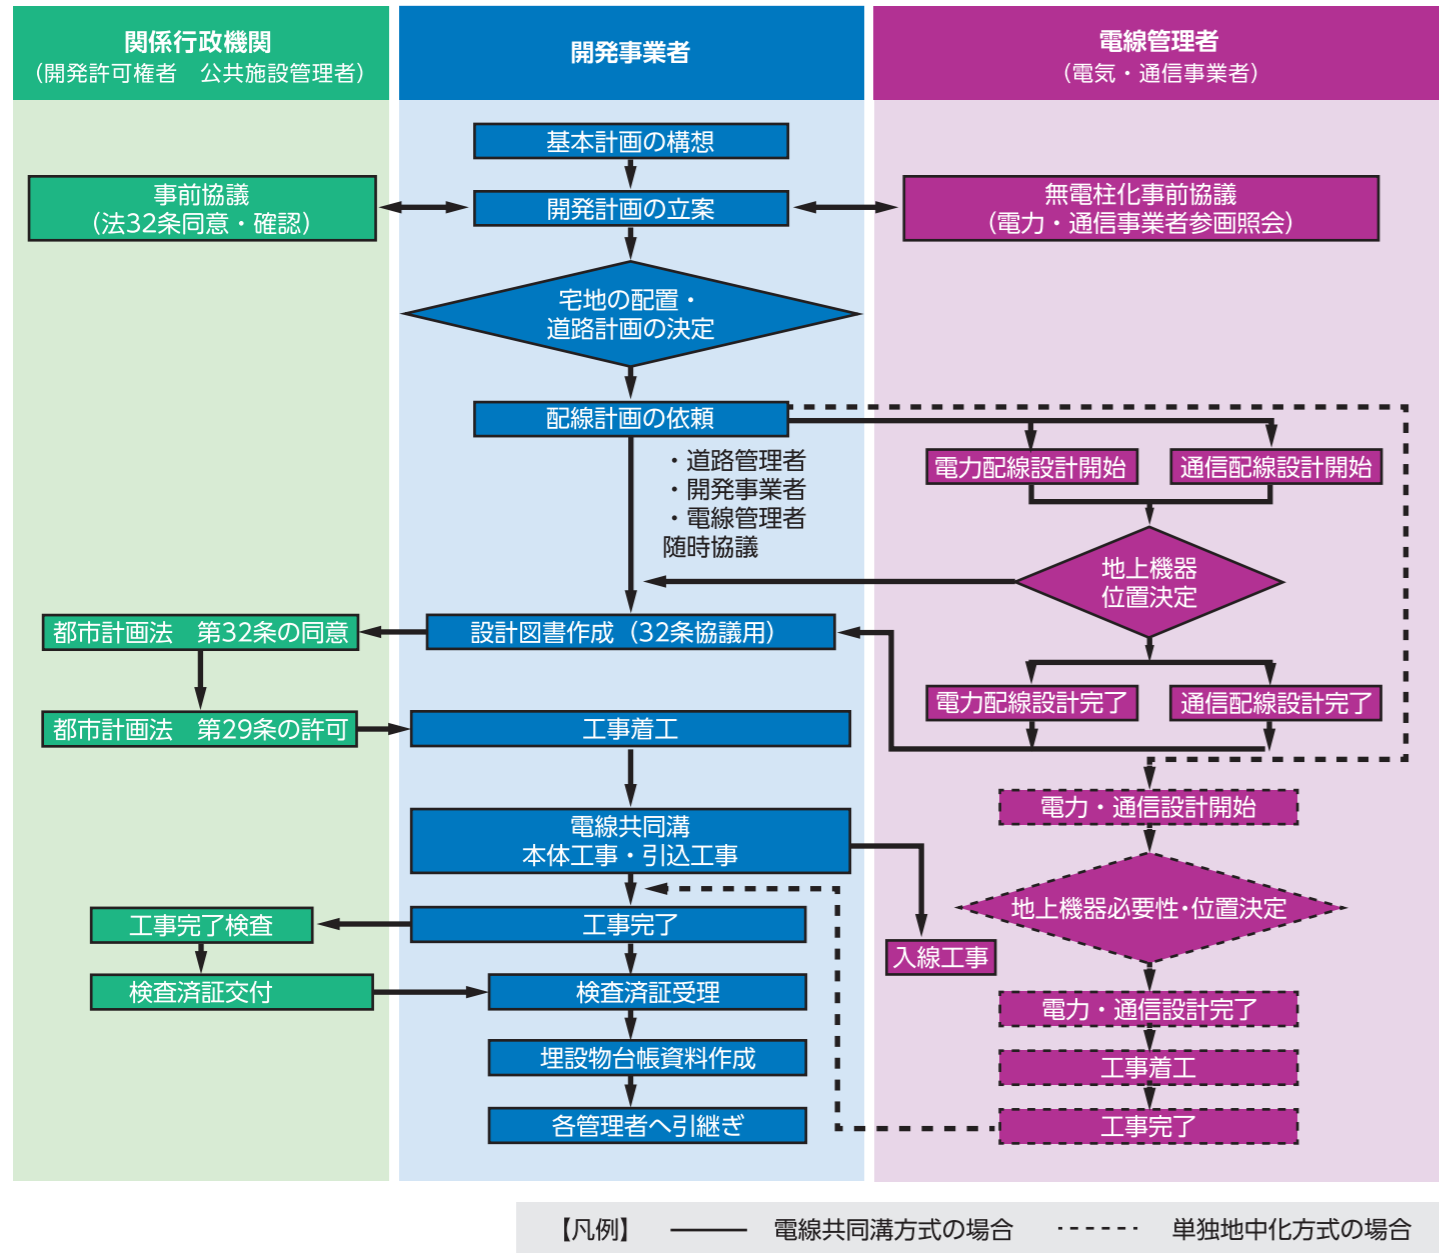 関係行政機関
（開発許可権者　公共施設管理者）
開発事業者
電線管理者
（電気・通信事業者）
基本計画の構想
事前協議
（法32条同意・確認）
開発計画の立案
無電柱化事前協議
（電力・通信事業者参画照会）
宅地の配置・
道路計画の決定
配線計画の依頼
・道路管理者
・開発事業者
・電線管理者
随時協議
電力配線設計開始
通信配線設計開始
地上機器
位置決定
都市計画法　第32条の同意
設計図書作成（32条協議用）
電力配線設計完了
通信配線設計完了
都市計画法　第29条の許可
工事着工
電力・通信設計開始
電線共同溝
本体工事・引込工事
地上機器必要性・位置決定
工事完了検査
工事完了
入線工事
検査済証交付
検査済証受理
電力・通信設計完了
埋設物台帳資料作成
工事着工
各管理者へ引継ぎ
工事完了
【凡例】
電線共同溝方式の場合
単独地中化方式の場合